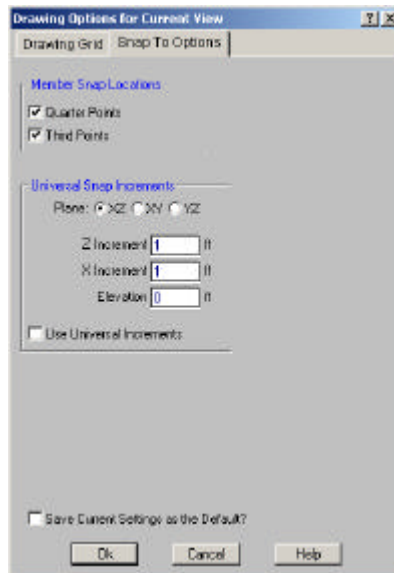 Drawing Options for Current View
Drawing Grid Snap To Options
Member Snap Locations
Quarter Points
Third Points
Universal Snap Increments
Plane: XZ XY YZ
Z Increment 1 ft
X Increment 1 ft
Elevation 0 ft
Use Universal Increments
Save Current Settings as the Default?
Ok Cancel Help